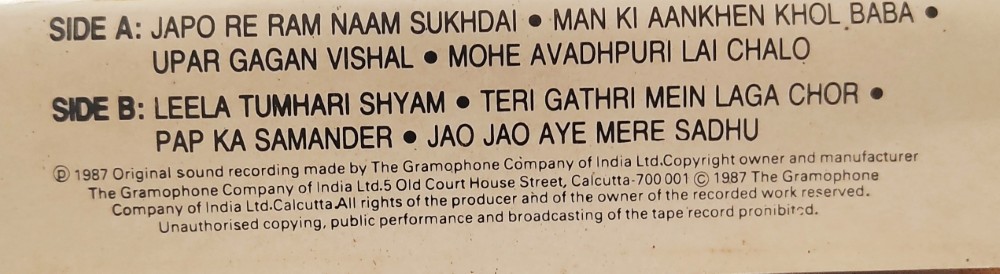 SIDE A: JAPO RE RAM NAAM SUKHDAI ● MAN KI AANKHEN KHOL BABA ●
UPAR GAGAN VISHAL ● MOHE AVADHPURI LAI CHALO
SIDE B: LEELA TUMHARI SHYAM ● TERI GATHRI MEIN LAGA CHOR ●
PAP KA SAMANDER ● JAO JAO AYE MERE SADHU
Ⓟ 1987 Original sound recording made by The Gramophone Company of India Ltd.Copyright owner and manufacturer
The Gramophone Company of India Ltd.5 Old Court House Street, Calcutta-700 001 © 1987 The Gramophone
Company of India Ltd.Calcutta.All rights of the producer and of the owner of the recorded work reserved.
Unauthorised copying, public performance and broadcasting of the tape record prohibited.